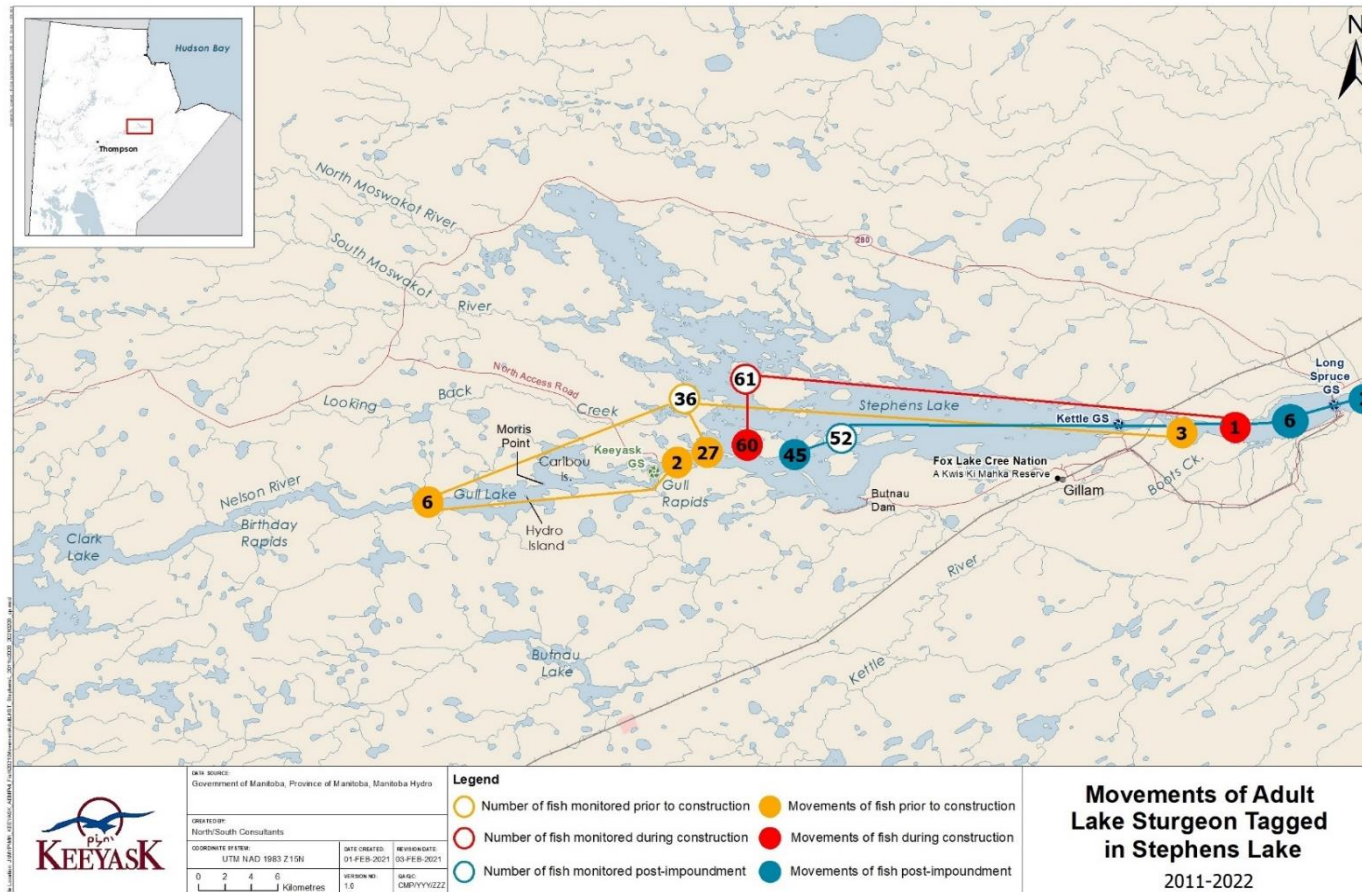 Hudson Bay
Thompson
N
North Moswakot River
South Moswakot
River
280
North Access Road
Looking
Back
Creek
Morris
Point
Caribou
Is.
Keeyask
GS
Gull
Rapids
Gull Lake
Hydro
Island
Nelson River
Birthday
Rapids
Clark
Lake
Stephens Lake
Kettle GS
Long
Spruce
GS
Fox Lake Cree Nation
A Kwis Ki Mahka Reserve
Gillam
Boots Ck.
Butnau
Dam
Butnau
Lake
Kettle
River
36
61
52
6
2
27
60
45
3
1
6
KEEYASK
DATA SOURCE:
Government of Manitoba, Province of Manitoba, Manitoba Hydro
CREATED BY:
North/South Consultants
COORDINATE SYSTEM:
UTM NAD 1983 Z15N
DATE CREATED:
01-FEB-2021
REVISION DATE:
03-FEB-2021
0 2 4 6 Kilometres
VERSION NO:
1.0
QA/QC:
CMP/YYY/ZZZ
Legend
Number of fish monitored prior to construction
Movements of fish prior to construction
Number of fish monitored during construction
Movements of fish during construction
Number of fish monitored post-impoundment
Movements of fish post-impoundment
Movements of Adult
Lake Sturgeon Tagged
in Stephens Lake
2011-2022